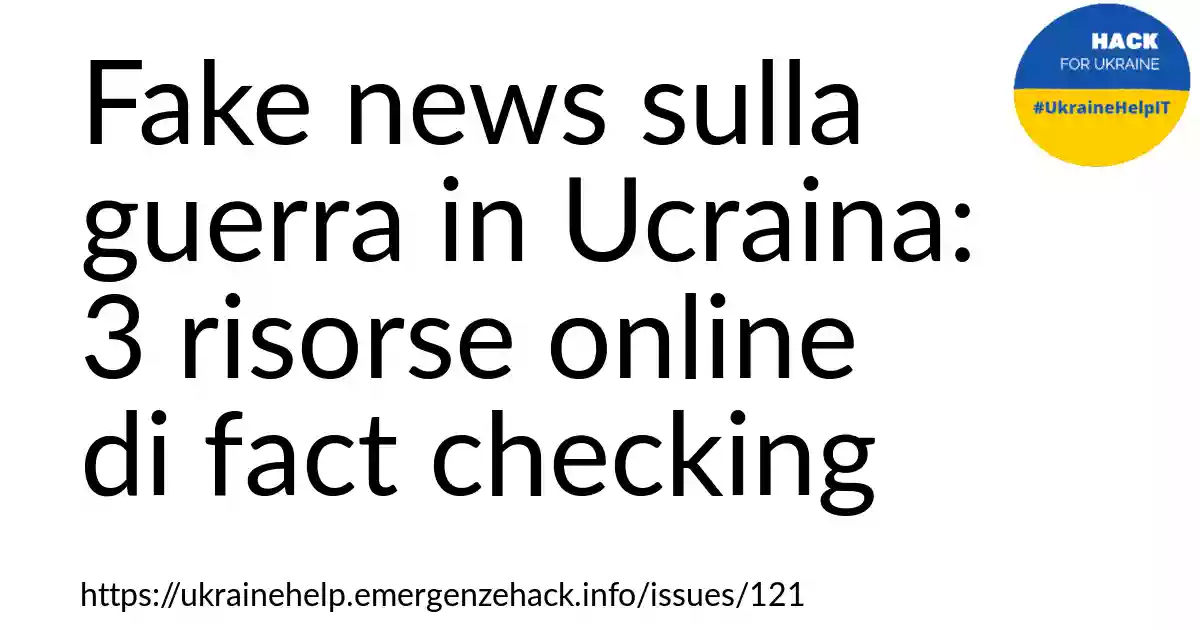 HACK
FOR UKRAINE
#UkraineHelpIT
Fake news sulla
guerra in Ucraina:
3 risorse online
di fact checking
https://ukrainehelp.emergenzehack.info/issues/121